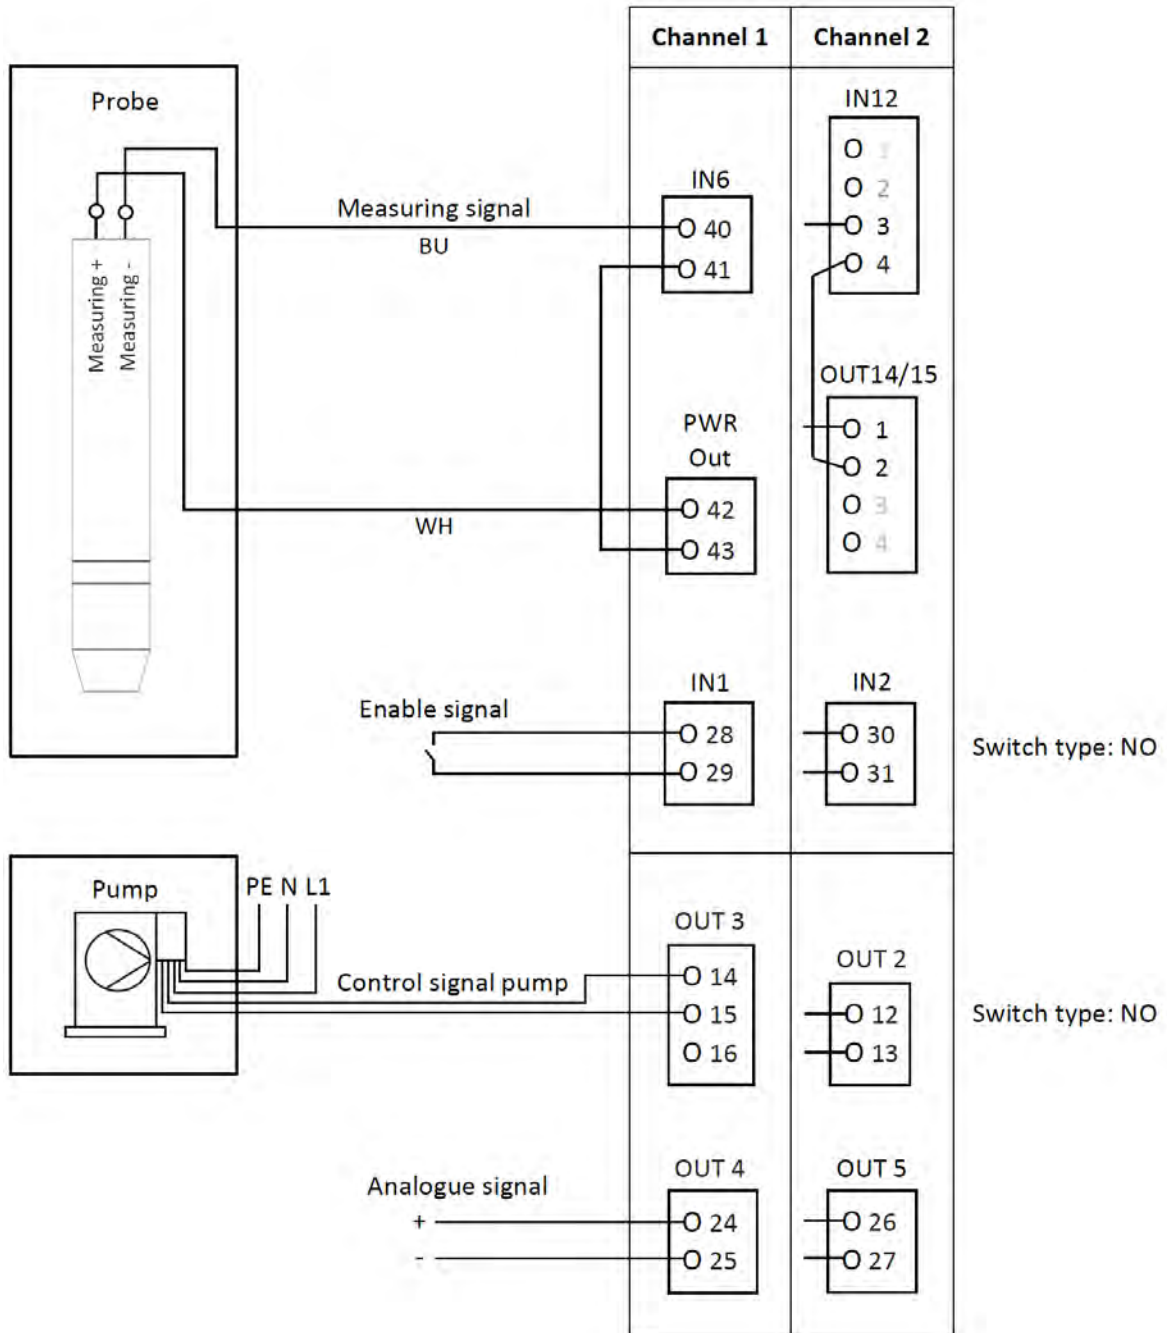 Channel 1
Channel 2
Probe
IN12
1
2
3
4
IN6
Measuring signal
40
BU
41
Measuring +
Measuring -
OUT14/15
PWR
Out
1
2
3
4
42
WH
43
IN1
IN2
Enable signal
28
30
29
31
Switch type: NO
Pump
PE N L1
OUT 3
OUT 2
Control signal pump
14
15
16
12
13
Switch type: NO
OUT 4
OUT 5
Analogue signal
+
24
26
-
25
27